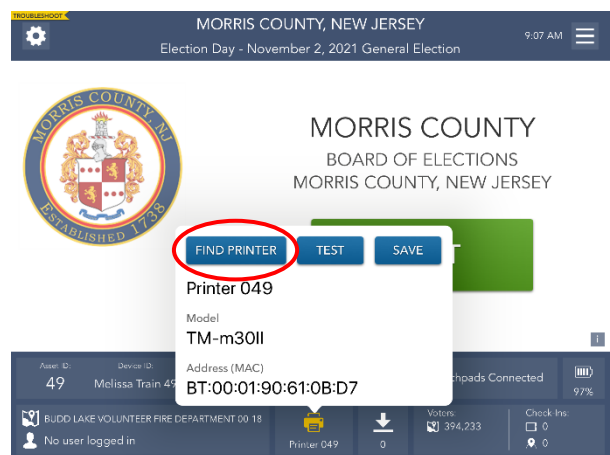 TROUBLESHOOT
MORRIS COUNTY, NEW JERSEY
Election Day - November 2, 2021 General Election
9:07 AM
MORRIS COUNTY, NJ
ESTABLISHED 1738
MORRIS COUNTY
BOARD OF ELECTIONS
MORRIS COUNTY, NEW JERSEY
FIND PRINTER
TEST
SAVE
T
Printer 049
Model
TM-m30II
Address (MAC)
BT:00:01:90:61:0B:D7
i
Asset ID:
Device ID:
49
Melissa Train 49
Connected
97%
BUDD LAKE VOLUNTEER FIRE DEPARTMENT 00 18
No user logged in
Printer 049
0
Voters:
394,233
Check-Ins:
0
0